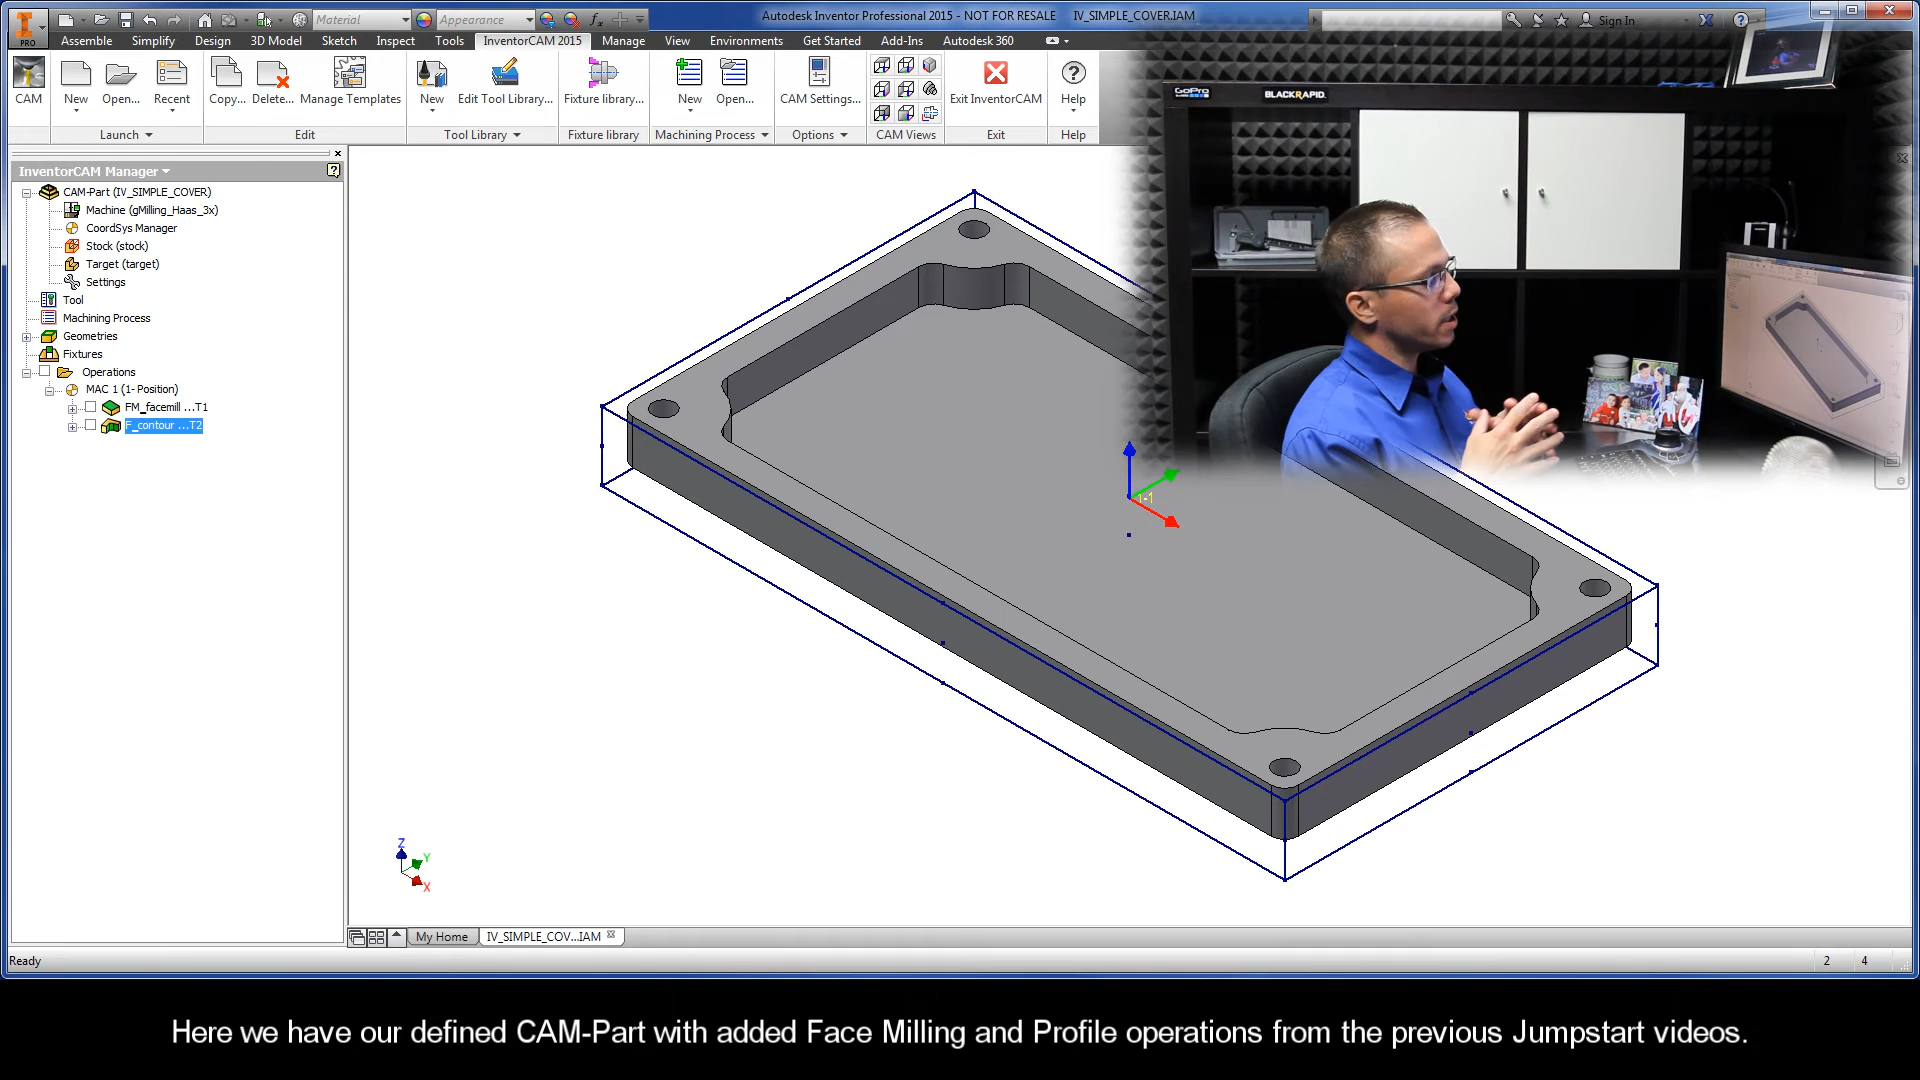 Material
Appearance
Autodesk Inventor Professional 2015 - NOT FOR RESALE IV_SIMPLE_COVER.IAM
Sign In
PRO
Assemble Simplify Design 3D Model Sketch Inspect Tools InventorCAM 2015 Manage View Environments Get Started Add-Ins Autodesk 360
CAM New Open... Recent Copy... Delete... Manage Templates New Edit Tool Library... Fixture library... New Open... CAM Settings... Exit InventorCAM Help
Launch Edit Tool Library Fixture library Machining Process Options CAM Views Exit Help
GoPro
BLACKRAPID.
InventorCAM Manager
CAM-Part (IV_SIMPLE_COVER)
Machine (gMilling_Haas_3x)
CoordSys Manager
Stock (stock)
Target (target)
Settings
Tool
Machining Process
Geometries
Fixtures
Operations
MAC 1 (1- Position)
FM_facemill ...T1
F_contour ...T2
1-1
Z
Y
X
My Home IV_SIMPLE_COV...IAM
Ready
2 4
Here we have our defined CAM-Part with added Face Milling and Profile operations from the previous Jumpstart videos.